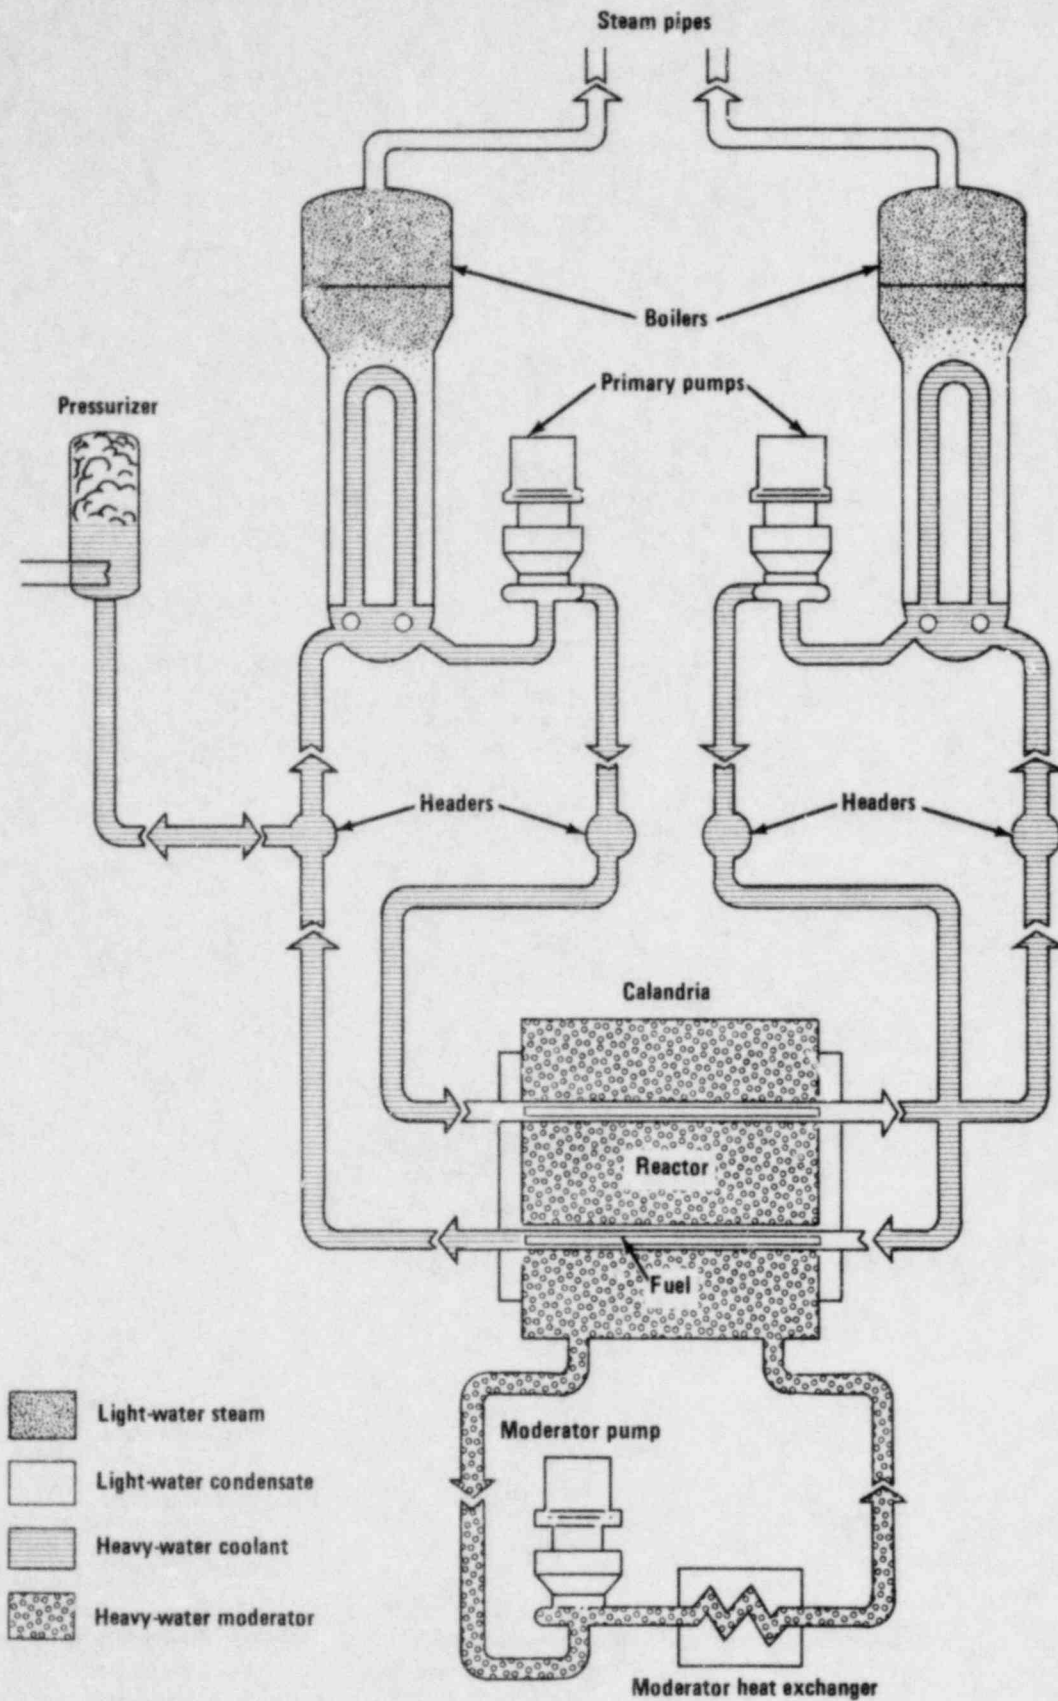 Steam pipes
Boilers
Primary pumps
Pressurizer
Headers
Headers
Calandria
Reactor
Fuel
Light-water steam
Moderator pump
Light-water condensate
Heavy-water coolant
Heavy-water moderator
Moderator heat exchanger